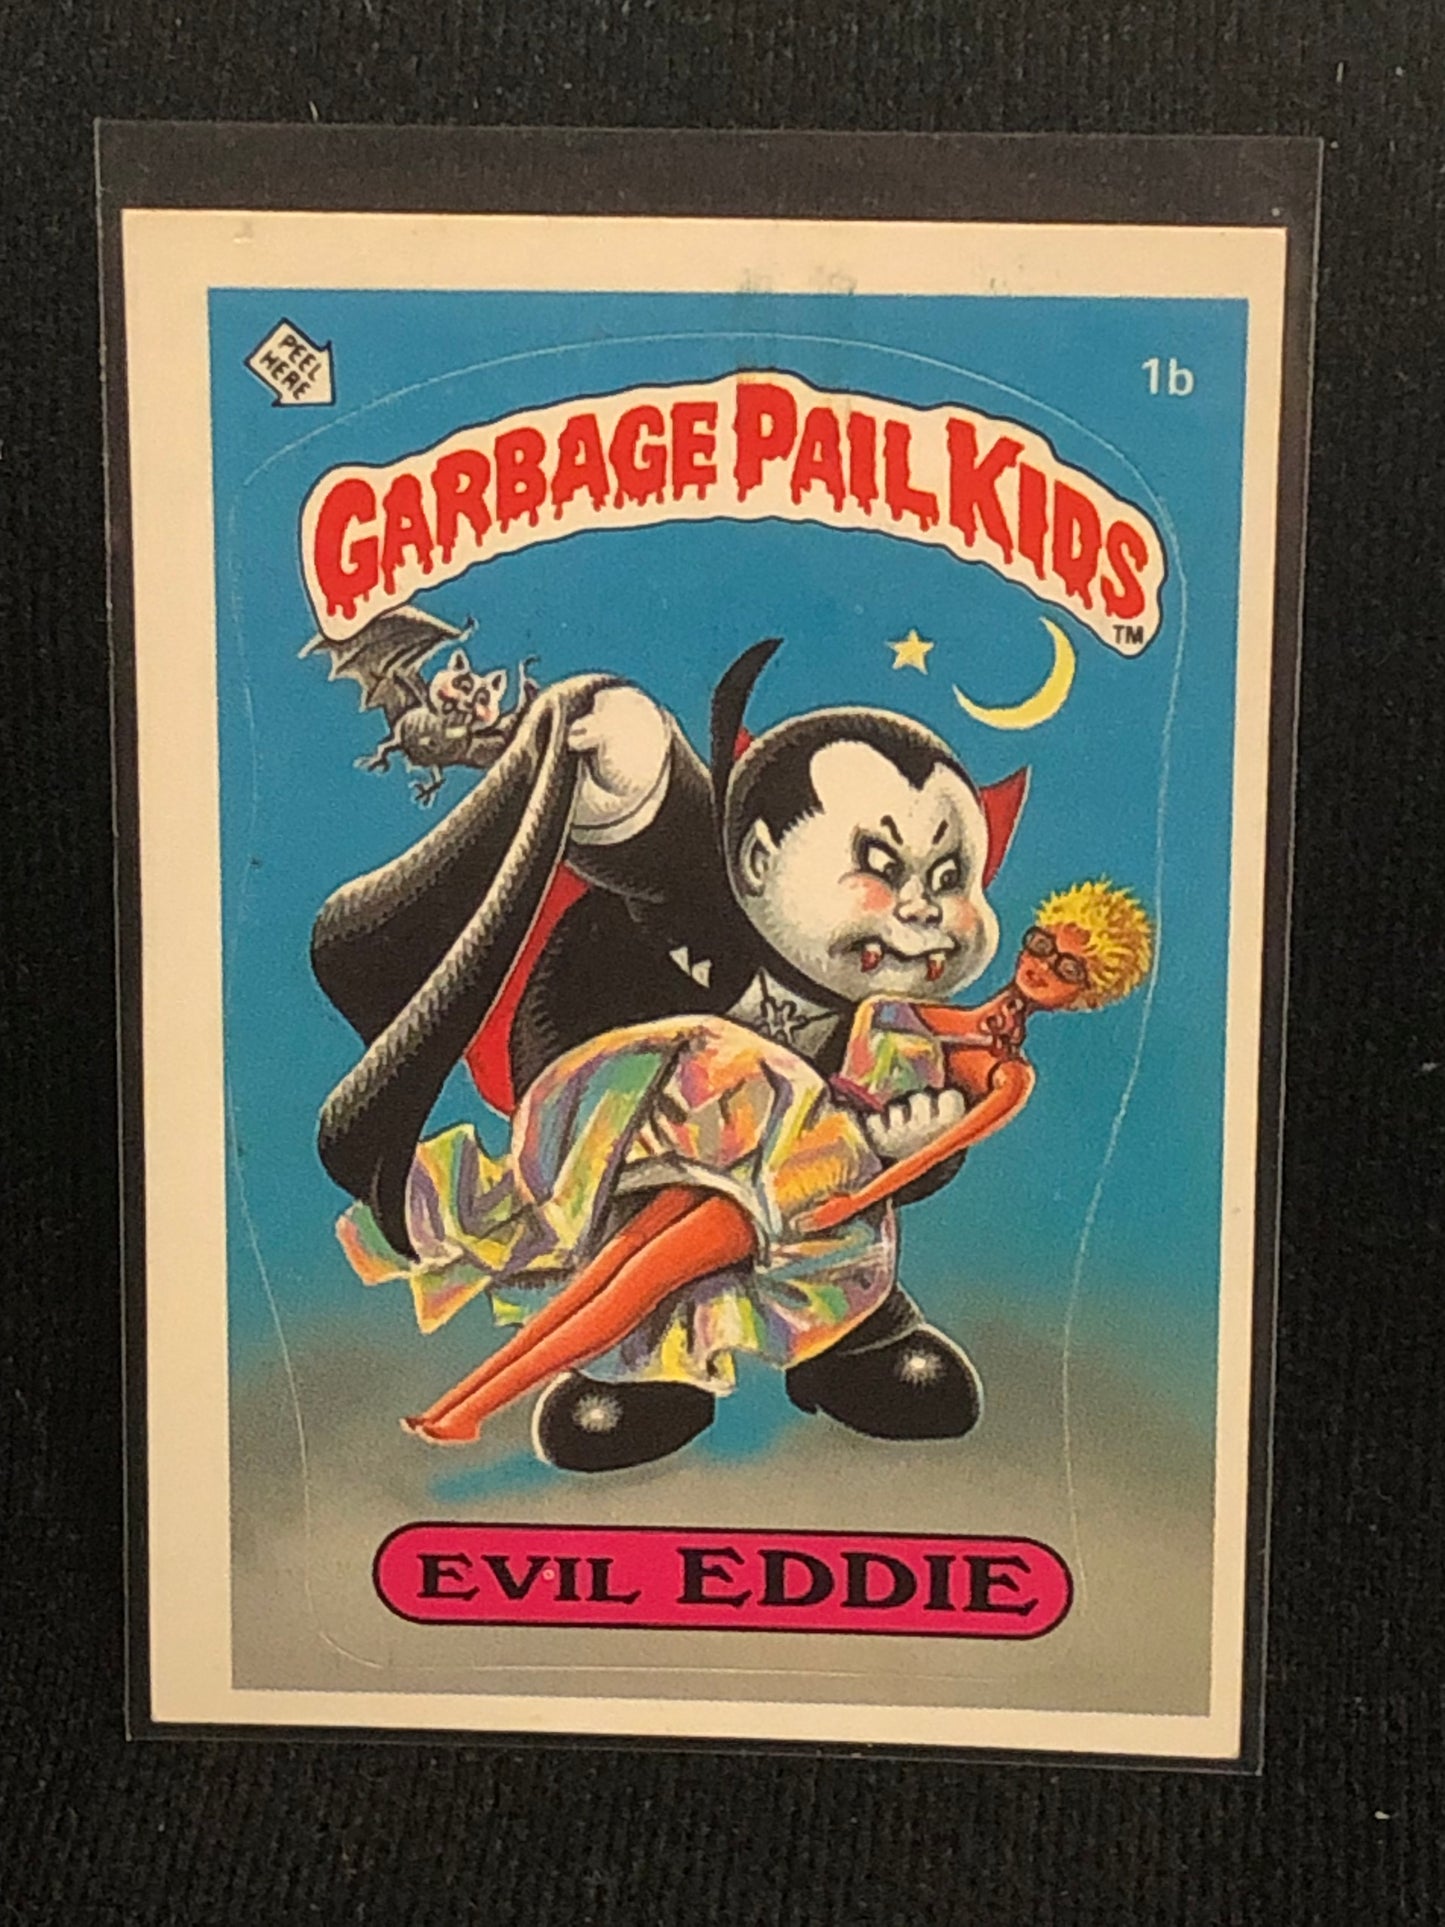 PEEL
HERE
1b
GARBAGE PAIL KIDS
TM
EVIL EDDIE